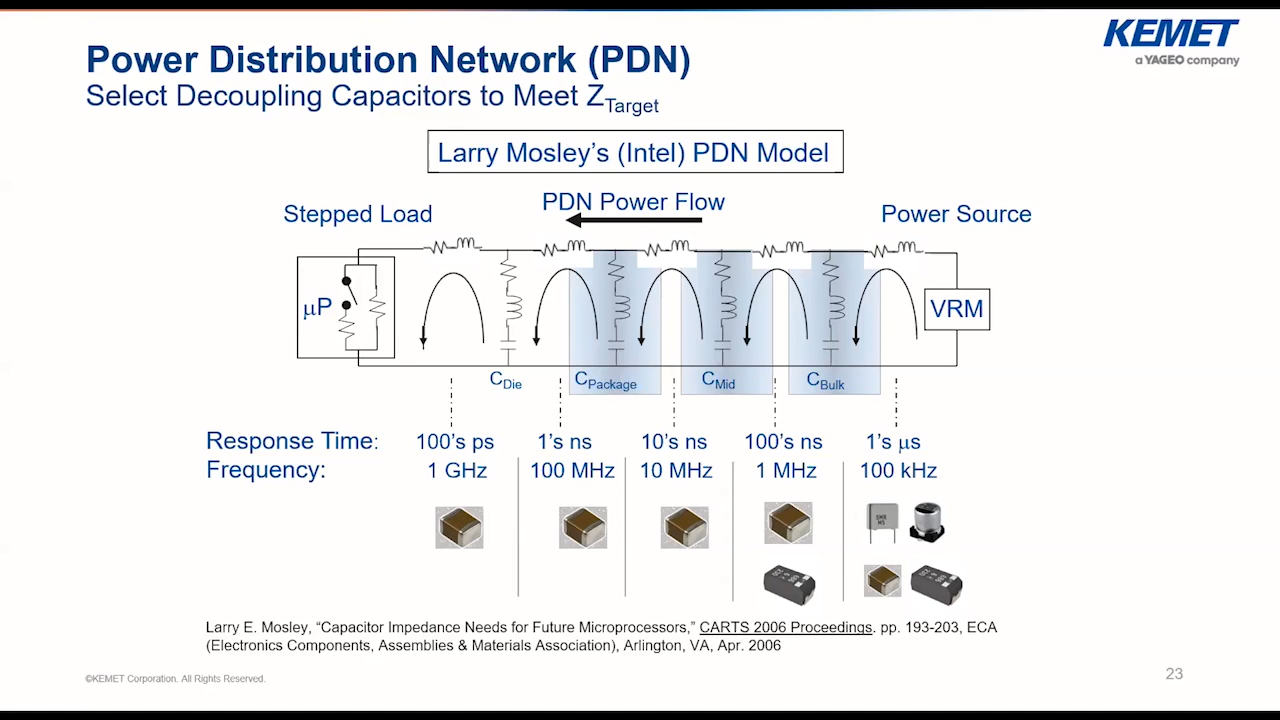 KEMET
a YAGEO company
Power Distribution Network (PDN)
Select Decoupling Capacitors to Meet ZTarget
Larry Mosley’s (Intel) PDN Model
PDN Power Flow
Stepped Load
Power Source
μP
VRM
CDie
CPackage
CMid
CBulk
Response Time: 100’s ps 1’s ns 10’s ns 100’s ns 1’s μs
Frequency: 1 GHz 100 MHz 10 MHz 1 MHz 100 kHz
Larry E. Mosley, “Capacitor Impedance Needs for Future Microprocessors,” CARTS 2006 Proceedings. pp. 193-203, ECA
(Electronics Components, Assemblies & Materials Association), Arlington, VA, Apr. 2006
©KEMET Corporation. All Rights Reserved.
23